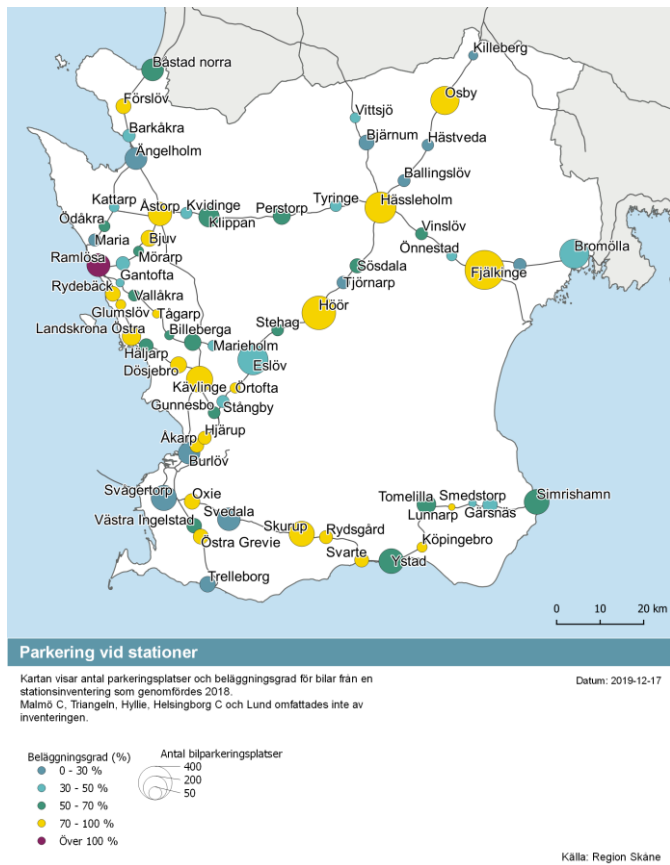 Killeberg
Båstad norra
Osby
Förslöv
Vittsjö
Barkåkra
Bjärnum
Hästveda
Ängelholm
Ballingslöv
Kattarp
Åstorp
Kvidinge
Perstorp
Tyringe
Hässleholm
Ödåkra
Klippan
Vinslöv
Maria
Bjuv
Önnestad
Bromölla
Ramlösa
Mörarp
Sösdala
Fjälkinge
Gantofta
Tjörnarp
Rydebäck
Vallåkra
Höör
Glumslöv
Tågarp
Landskrona Östra
Billeberga
Stehag
Marieholm
Häljarp
Eslöv
Dösjebro
Kävlinge
Örtofta
Gunnesbo
Stångby
Hjärup
Åkarp
Burlöv
Svågertorp
Oxie
Tomelilla
Smedstorp
Simrishamn
Svedala
Lunnarp
Gärsnäs
Västra Ingelstad
Skurup
Rydsgård
Östra Grevie
Köpingebro
Svarte
Ystad
Trelleborg
0 10 20 km
Parkering vid stationer
Kartan visar antal parkeringsplatser och beläggningsgrad för bilar från en
stationsinventering som genomfördes 2018.
Malmö C, Triangeln, Hyllie, Helsingborg C och Lund omfattades inte av
inventeringen.
Datum: 2019-12-17
Beläggningsgrad (%)
0 - 30 %
30 - 50 %
50 - 70 %
70 - 100 %
Över 100 %
Antal bilparkeringsplatser
400
200
50
Källa: Region Skåne